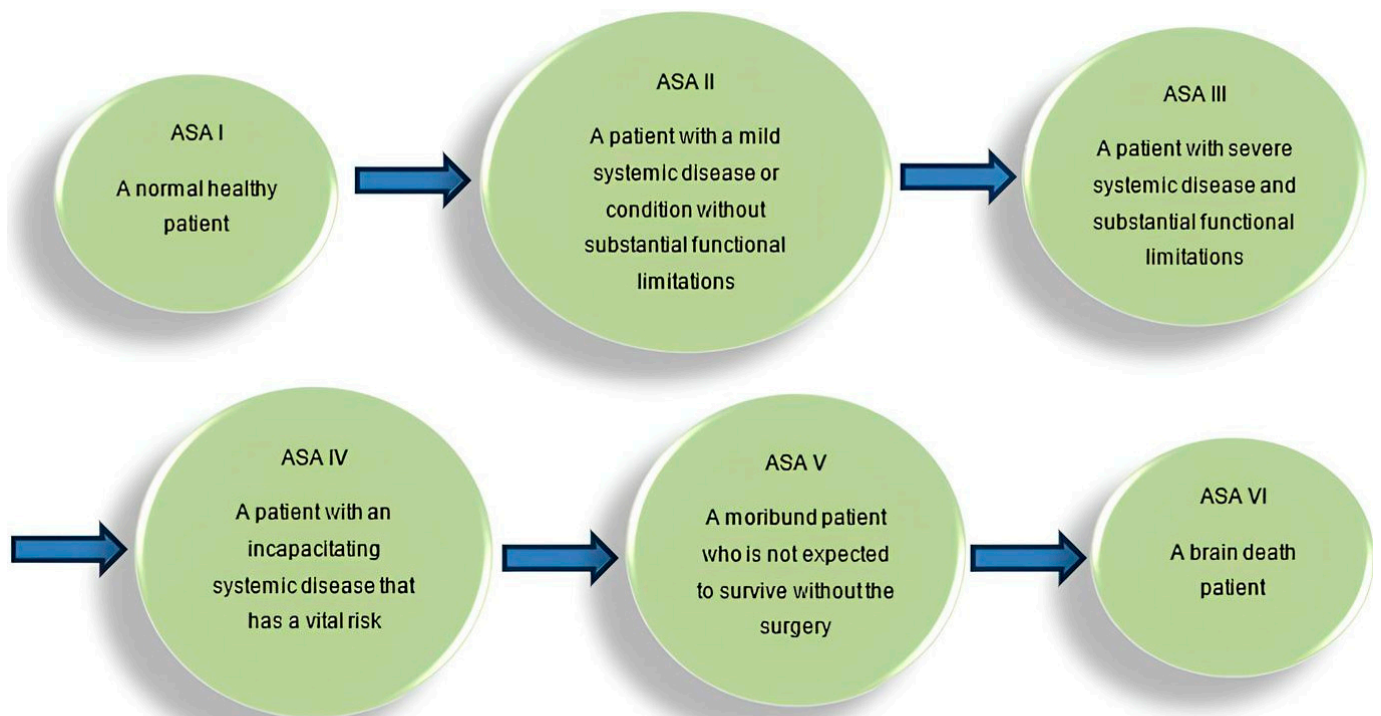 ASA I
A normal healthy
patient
ASA II
A patient with a mild
systemic disease or
condition without
substantial functional
limitations
ASA III
A patient with severe
systemic disease and
substantial functional
limitations
ASA IV
A patient with an
incapacitating
systemic disease that
has a vital risk
ASA V
A moribund patient
who is not expected
to survive without the
surgery
ASA VI
A brain death
patient